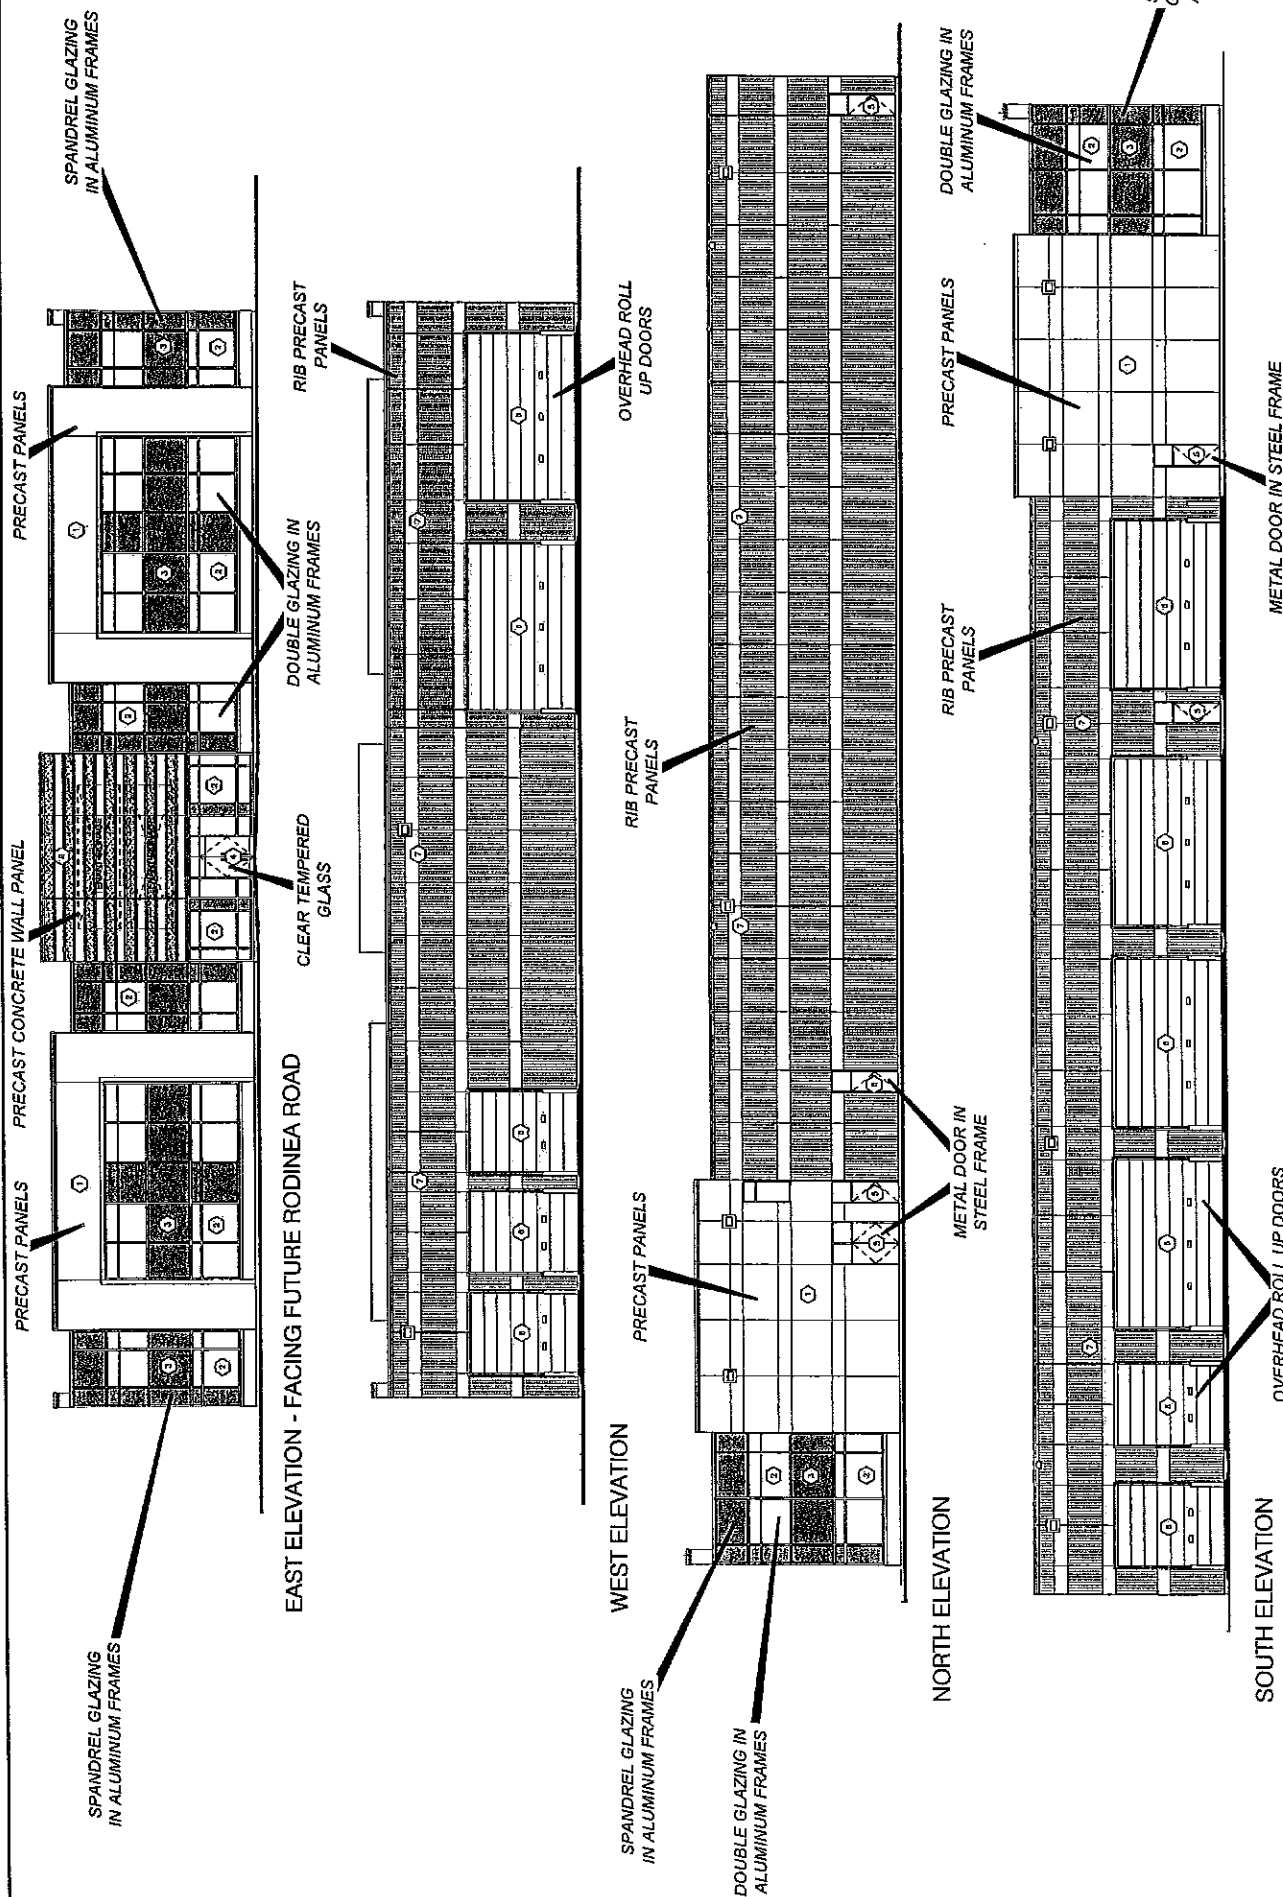 SPANDREL GLAZING
IN ALUMINUM FRAMES
PRECAST PANELS
PRECAST CONCRETE WALL PANEL
PRECAST PANELS
SPANDREL GLAZING
IN ALUMINUM FRAMES
CLEAR TEMPERED
GLASS
DOUBLE GLAZING IN
ALUMINUM FRAMES
EAST ELEVATION - FACING FUTURE RODINEA ROAD
RIB PRECAST
PANELS
OVERHEAD ROLL
UP DOORS
WEST ELEVATION
SPANDREL GLAZING
IN ALUMINUM FRAMES
DOUBLE GLAZING IN
ALUMINUM FRAMES
PRECAST PANELS
RIB PRECAST
PANELS
METAL DOOR IN
STEEL FRAME
NORTH ELEVATION
RIB PRECAST
PANELS
PRECAST PANELS
DOUBLE GLAZING IN
ALUMINUM FRAMES
OVERHEAD ROLL UP DOORS
METAL DOOR IN STEEL FRAME
SOUTH ELEVATION